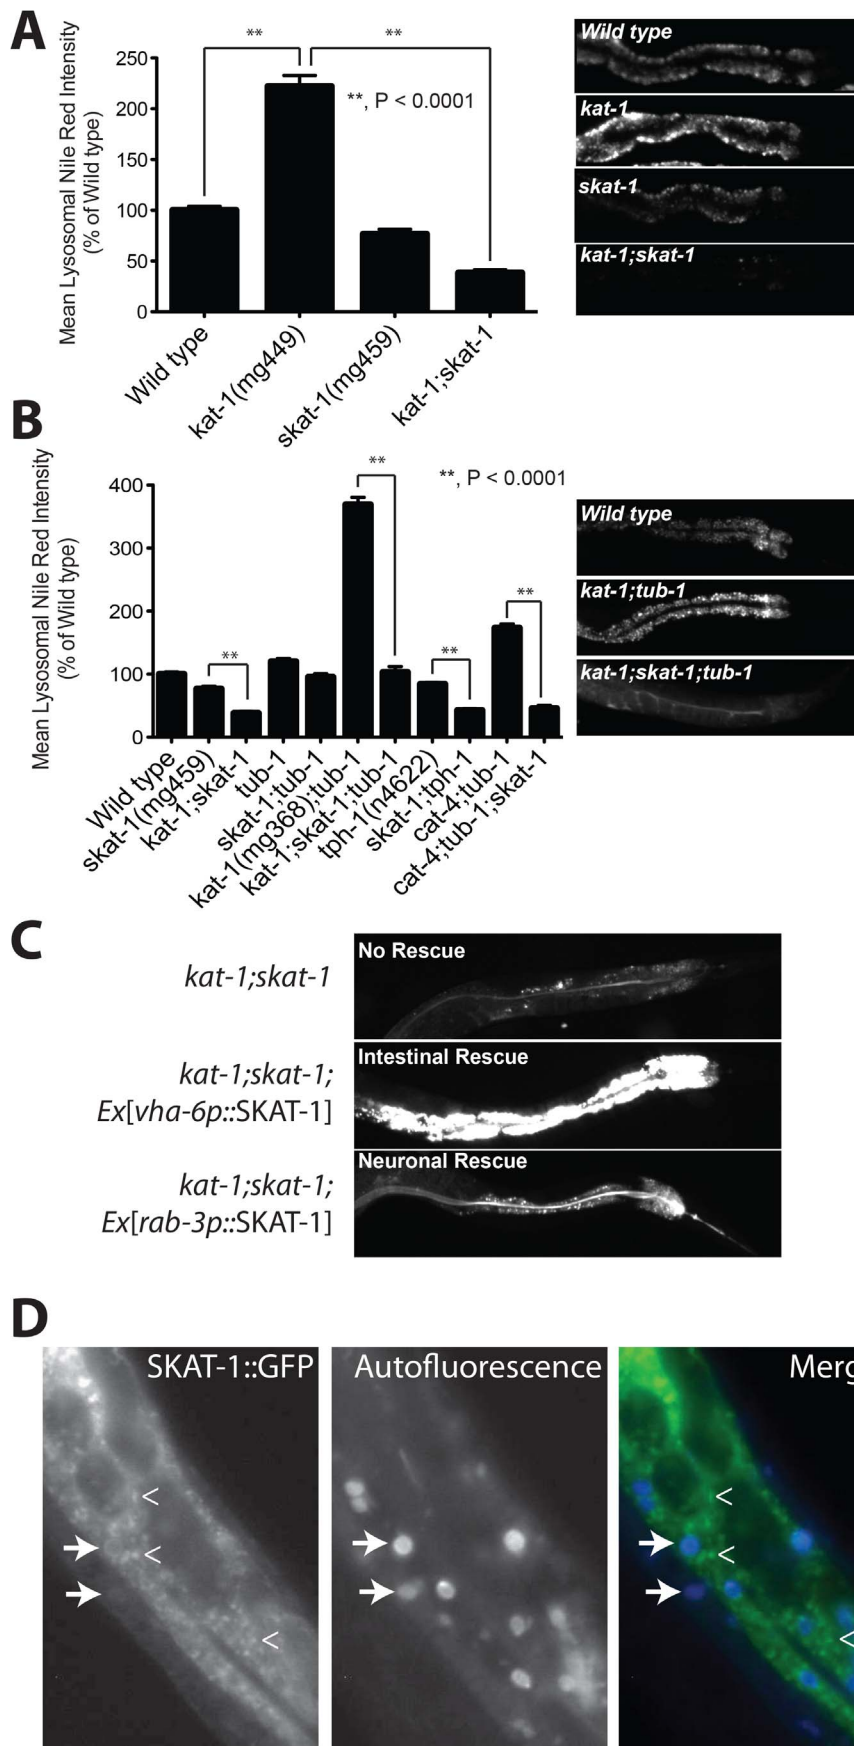 A
Mean Lysosomal Nile Red Intensity
(% of Wild type)
250
200
150
100
50
0
**
**
**, P < 0.0001
Wild type
kat-1(mg449)
skat-1(mg459)
kat-1;skat-1
Wild type
kat-1
skat-1
kat-1;skat-1
B
Mean Lysosomal Nile Red Intensity
(% of Wild type)
400
300
200
100
0
**
**
**
**
**, P < 0.0001
Wild type
skat-1(mg459)
kat-1;skat-1
tub-1
skat-1;tub-1
kat-1(mg368);tub-1
kat-1;skat-1;tub-1
tph-1(n4622)
skat-1;tph-1
cat-4;tub-1
cat-4;tub-1;skat-1
Wild type
kat-1;tub-1
kat-1;skat-1;tub-1
C
kat-1;skat-1
No Rescue
kat-1;skat-1;
Ex[vha-6p::SKAT-1]
Intestinal Rescue
kat-1;skat-1;
Ex[rab-3p::SKAT-1]
Neuronal Rescue
D
SKAT-1::GFP
Autofluorescence
Merg